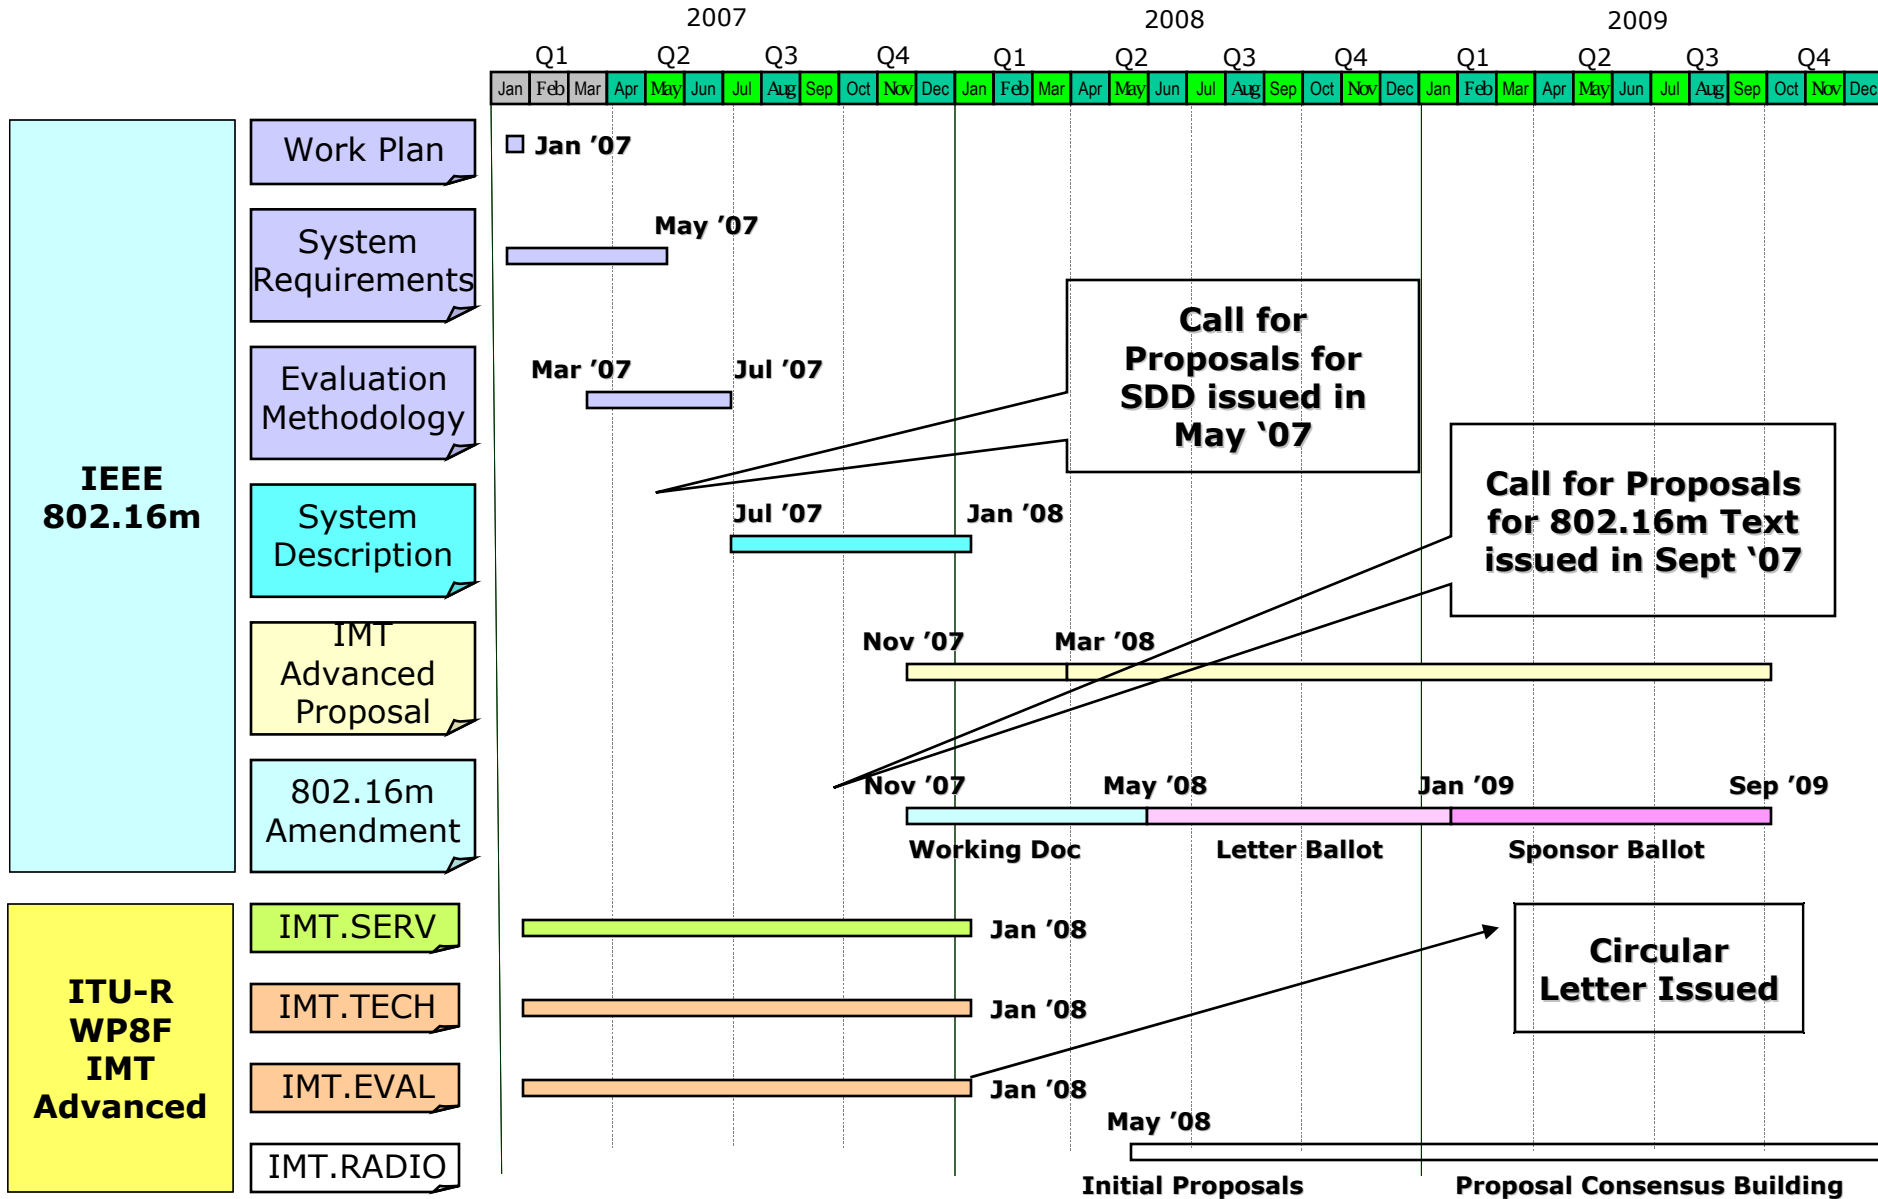 2007 2008 2009
Q1 Q2 Q3 Q4 Q1 Q2 Q3 Q4 Q1 Q2 Q3 Q4
Jan Feb Mar Apr May Jun Jul Aug Sep Oct Nov Dec Jan Feb Mar Apr May Jun Jul Aug Sep Oct Nov Dec Jan Feb Mar Apr May Jun Jul Aug Sep Oct Nov Dec
IEEE
802.16m
Work Plan
Jan ’07
System
Requirements
May ’07
Evaluation
Methodology
Mar ’07 Jul ’07
Call for
Proposals for
SDD issued in
May ‘07
System
Description
Jul ’07 Jan ’08
Call for Proposals
for 802.16m Text
issued in Sept ‘07
IMT
Advanced
Proposal
Nov ’07 Mar ’08
802.16m
Amendment
Nov ’07 May ’08 Jan ’09 Sep ’09
Working Doc Letter Ballot Sponsor Ballot
ITU-R
WP8F
IMT
Advanced
IMT.SERV
Jan ’08
IMT.TECH
Jan ’08
IMT.EVAL
Jan ’08
Circular
Letter Issued
IMT.RADIO
May ’08
Initial Proposals Proposal Consensus Building